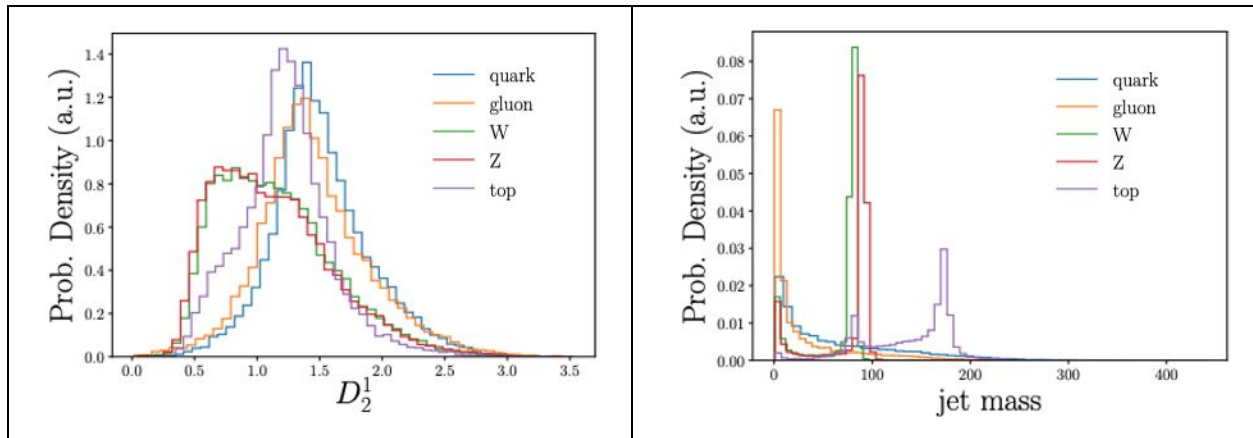 Prob. Density (a.u.)
1.4
1.2
1.0
0.8
0.6
0.4
0.2
0.0
quark
gluon
W
Z
top
0.0 0.5 1.0 1.5 2.0 2.5 3.0 3.5
D₂¹
Prob. Density (a.u.)
0.08
0.07
0.06
0.05
0.04
0.03
0.02
0.01
0.00
quark
gluon
W
Z
top
0 100 200 300 400
jet mass